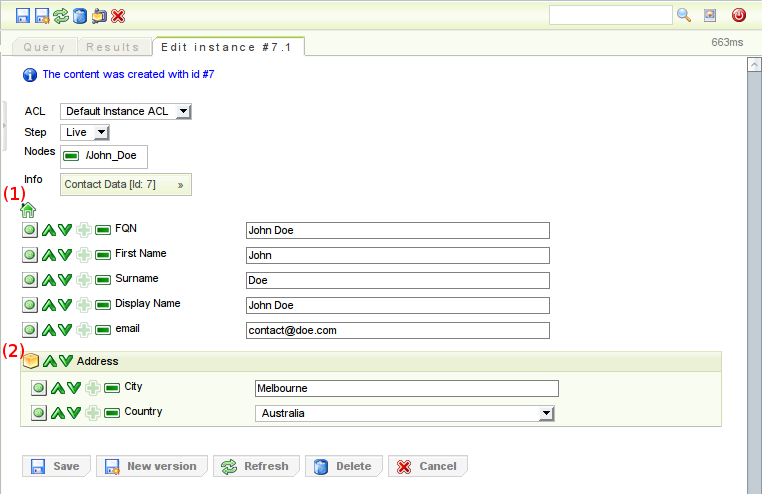 Query Results Edit instance #7.1 663ms
The content was created with id #7
ACL Default Instance ACL
Step Live
Nodes /John_Doe
Info Contact Data [Id: 7] »
(1)
FQN John Doe
First Name John
Surname Doe
Display Name John Doe
email contact@doe.com
(2) Address
City Melbourne
Country Australia
Save New version Refresh Delete Cancel